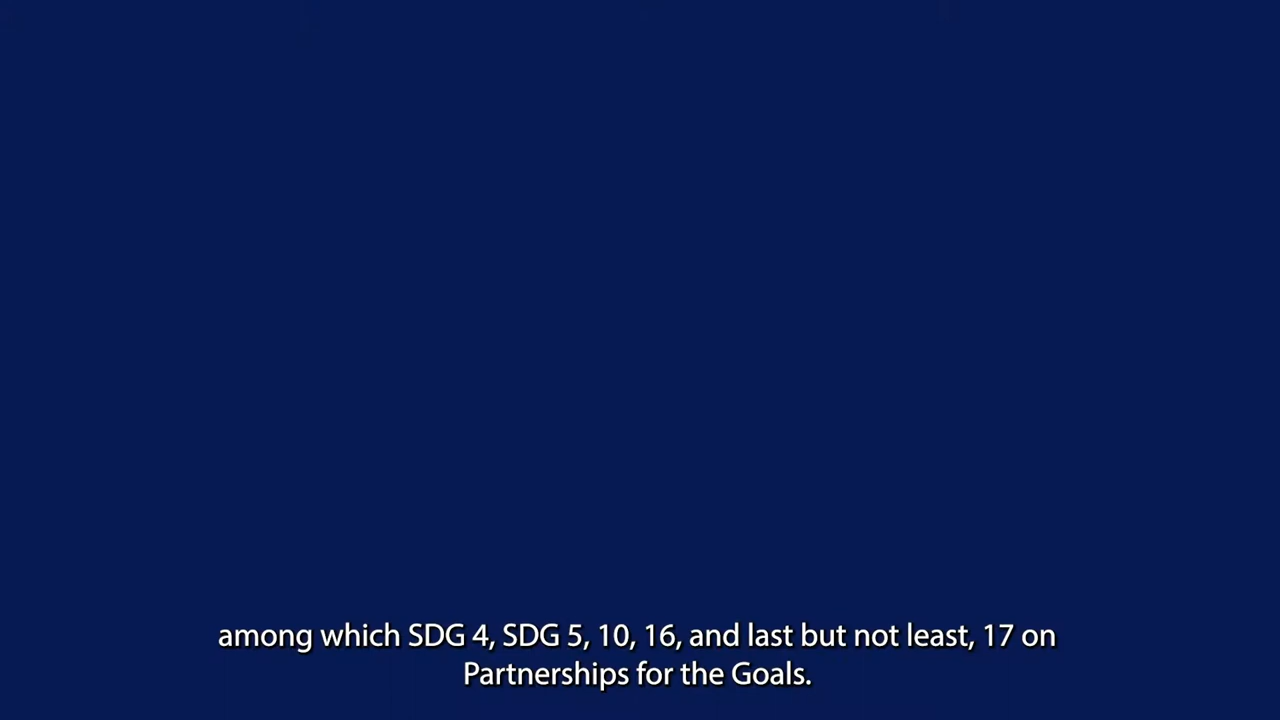 among which SDG 4, SDG 5, 10, 16, and last but not least, 17 on
Partnerships for the Goals.